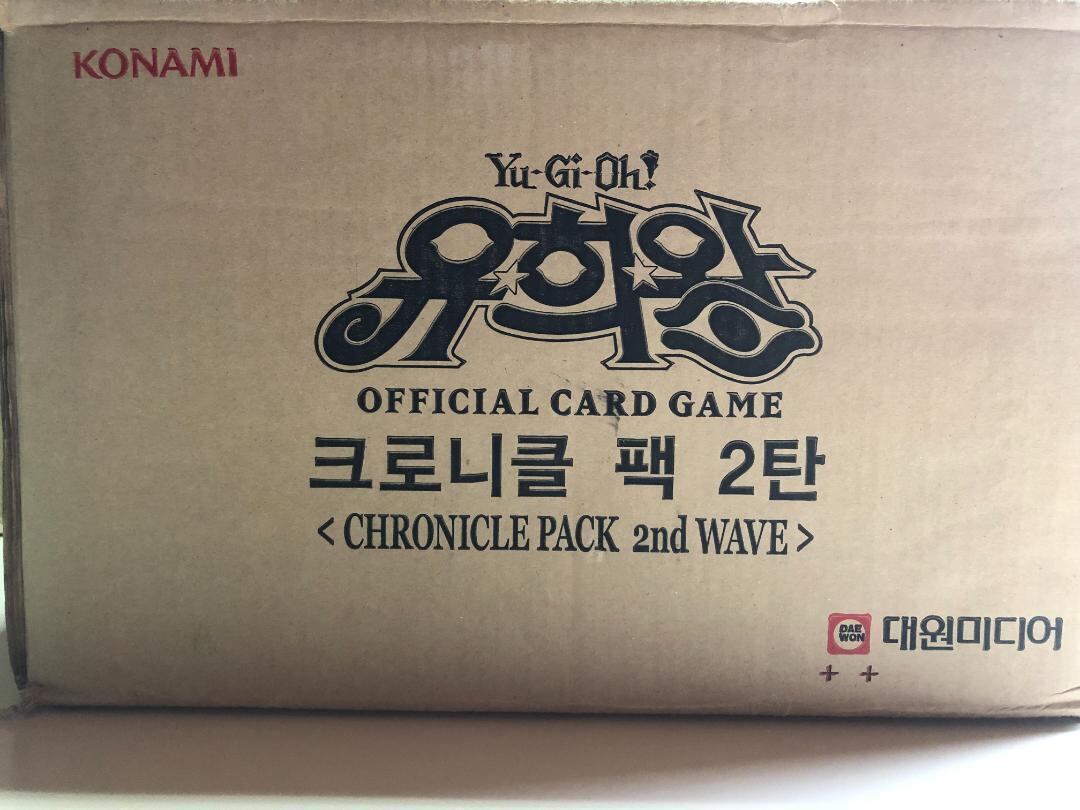 KONAMI
Yu-Gi-Oh!
유희왕
OFFICIAL CARD GAME
크로니클 팩 2탄
< CHRONICLE PACK 2nd WAVE >
DAE
WON
대원미디어